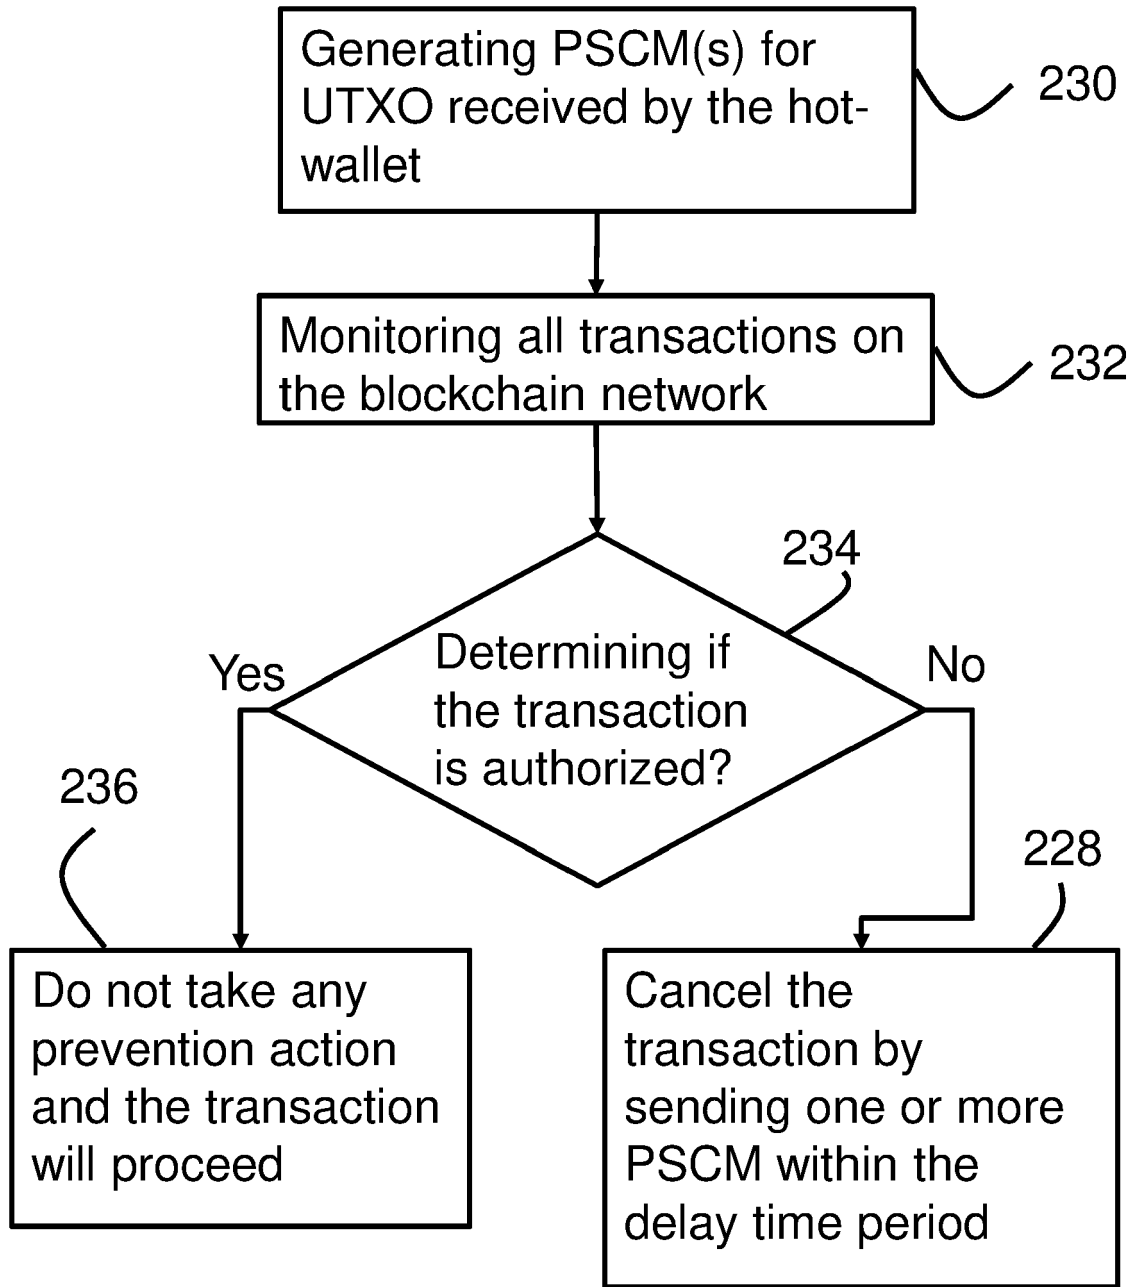 Generating PSCM(s) for
UTXO received by the hot-
wallet
230
Monitoring all transactions on
the blockchain network
232
234
Determining if
the transaction
is authorized?
Yes
No
236
228
Do not take any
prevention action
and the transaction
will proceed
Cancel the
transaction by
sending one or more
PSCM within the
delay time period